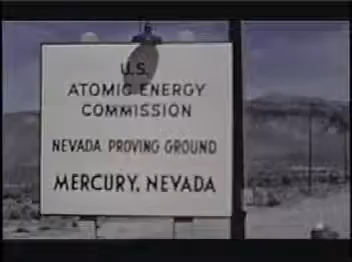 U.S.
ATOMIC ENERGY
COMMISSION
NEVADA PROVING GROUND
MERCURY, NEVADA